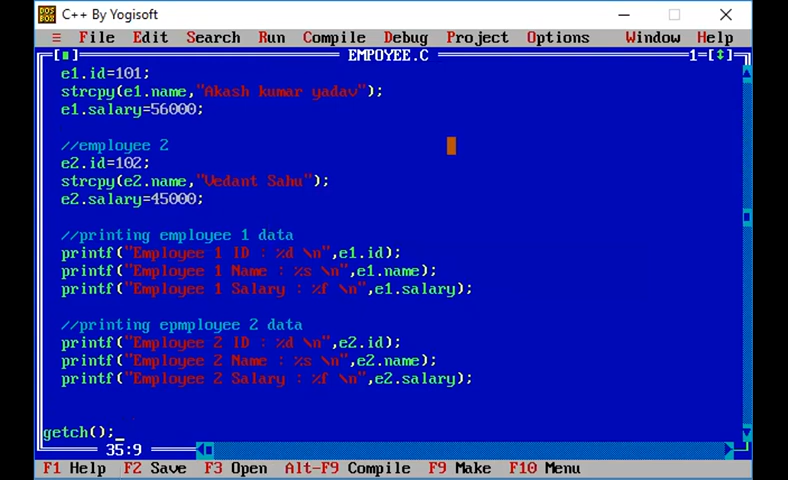 DOS BOX C++ By Yogisoft
≡ File Edit Search Run Compile Debug Project Options Window Help
EMPOYEE.C 1=[↕]
e1.id=101;
strcpy(e1.name,"Akash kumar yadav");
e1.salary=56000;
//employee 2
e2.id=102;
strcpy(e2.name,"Vedant Sahu");
e2.salary=45000;
//printing employee 1 data
printf("Employee 1 ID : %d \n",e1.id);
printf("Employee 1 Name : %s \n",e1.name);
printf("Employee 1 Salary : %f \n",e1.salary);
//printing epmployee 2 data
printf("Employee 2 ID : %d \n",e2.id);
printf("Employee 2 Name : %s \n",e2.name);
printf("Employee 2 Salary : %f \n",e2.salary);
getch();
35:9
F1 Help F2 Save F3 Open Alt-F9 Compile F9 Make F10 Menu